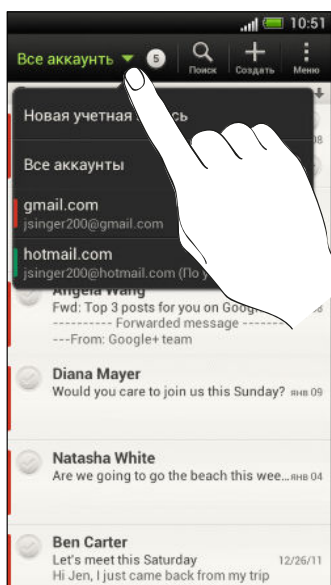 10:51
Все аккаунть 5 Поиск Создать Меню
Новая учетная
Все аккаунты
gmail.com
jsinger200@gmail.com
hotmail.com
jsinger200@hotmail.com (По
Angela Wang
Fwd: Top 3 posts for you on
---------- Forwarded message -------
---From: Google+ team
Diana Mayer
Would you care to join us this Sunday? янв 09
Natasha White
Are we going to go the beach this wee... янв 04
Ben Carter
Let's meet this Saturday 12/26/11
Hi Jen, I just came back from my trip